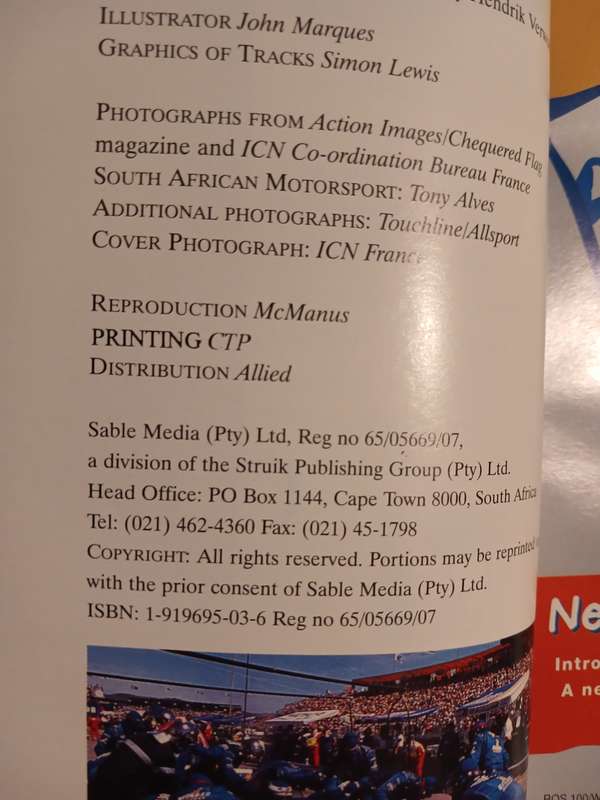 Hendrik
ILLUSTRATOR John Marques
GRAPHICS OF TRACKS Simon Lewis
PHOTOGRAPHS FROM Action Images/Chequered Flag
magazine and ICN Co-ordination Bureau France
SOUTH AFRICAN MOTORSPORT: Tony Alves
ADDITIONAL PHOTOGRAPHS: Touchline/Allsport
COVER PHOTOGRAPH: ICN France
REPRODUCTION McManus
PRINTING CTP
DISTRIBUTION Allied
Sable Media (Pty) Ltd, Reg no 65/05669/07,
a division of the Struik Publishing Group (Pty) Ltd.
Head Office: PO Box 1144, Cape Town 8000, South Africa
Tel: (021) 462-4360 Fax: (021) 45-1798
COPYRIGHT: All rights reserved. Portions may be reprinted
with the prior consent of Sable Media (Pty) Ltd.
ISBN: 1-919695-03-6 Reg no 65/05669/07
Ne
Intro
A ne